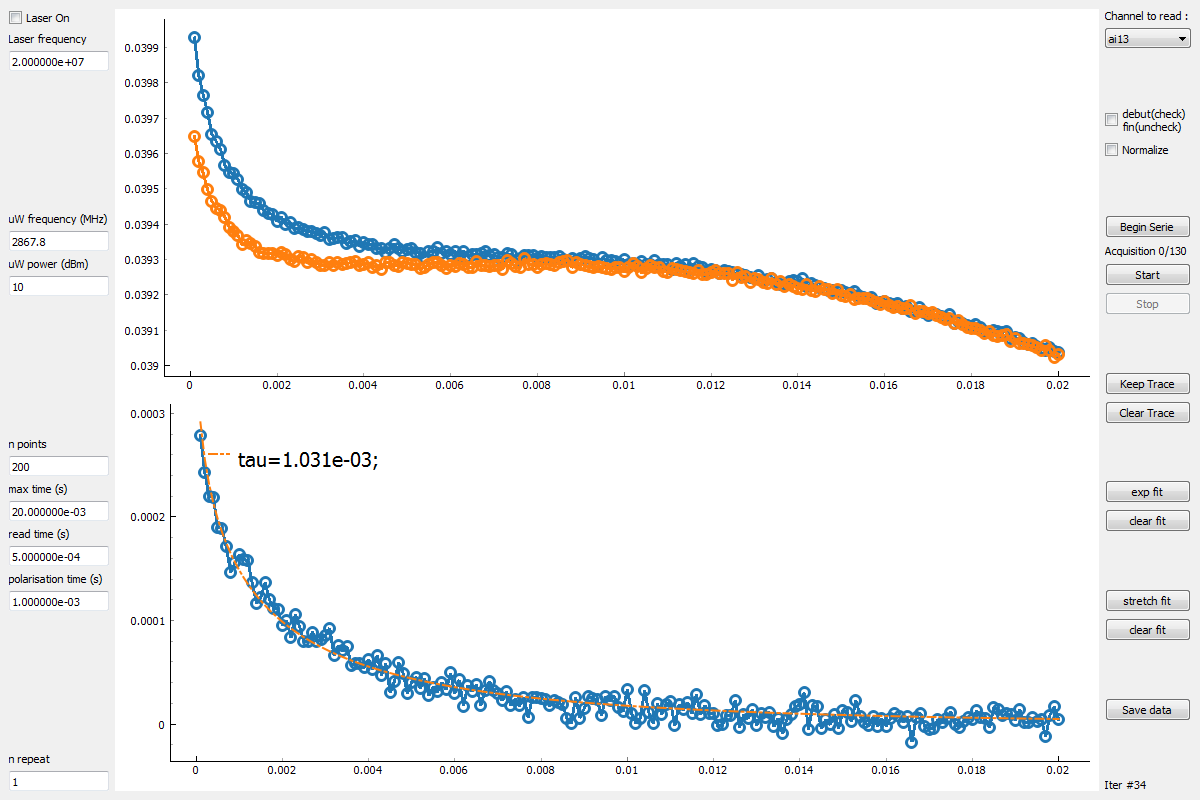 Laser On
Laser frequency
2.000000e+07
uW frequency (MHz)
2867.8
uW power (dBm)
10
n points
200
max time (s)
20.000000e-03
read time (s)
5.000000e-04
polarisation time (s)
1.000000e-03
n repeat
1
0.0399
0.0398
0.0397
0.0396
0.0395
0.0394
0.0393
0.0392
0.0391
0.039
0 0.002 0.004 0.006 0.008 0.01 0.012 0.014 0.016 0.018 0.02
0.0003
0.0002
0.0001
0
tau=1.031e-03;
0 0.002 0.004 0.006 0.008 0.01 0.012 0.014 0.016 0.018 0.02
Channel to read :
ai13
debut(check)
fin(uncheck)
Normalize
Begin Serie
Acquisition 0/130
Start
Stop
Keep Trace
Clear Trace
exp fit
clear fit
stretch fit
clear fit
Save data
Iter #34